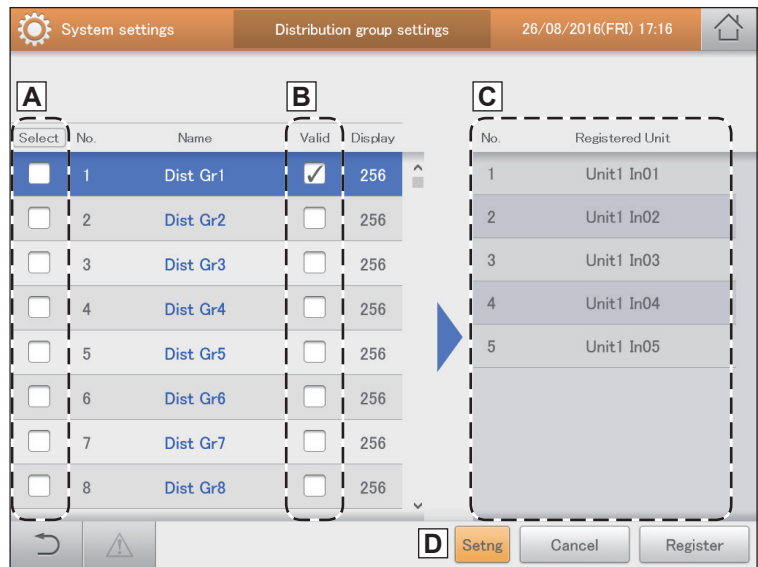 System settings Distribution group settings 26/08/2016(FRI) 17:16
A B C
Select No. Name Valid Display No. Registered Unit
1 Dist Gr1 256 1 Unit1 In01
2 Dist Gr2 256 2 Unit1 In02
3 Dist Gr3 256 3 Unit1 In03
4 Dist Gr4 256 4 Unit1 In04
5 Dist Gr5 256 5 Unit1 In05
6 Dist Gr6 256
7 Dist Gr7 256
8 Dist Gr8 256
D Setng Cancel Register